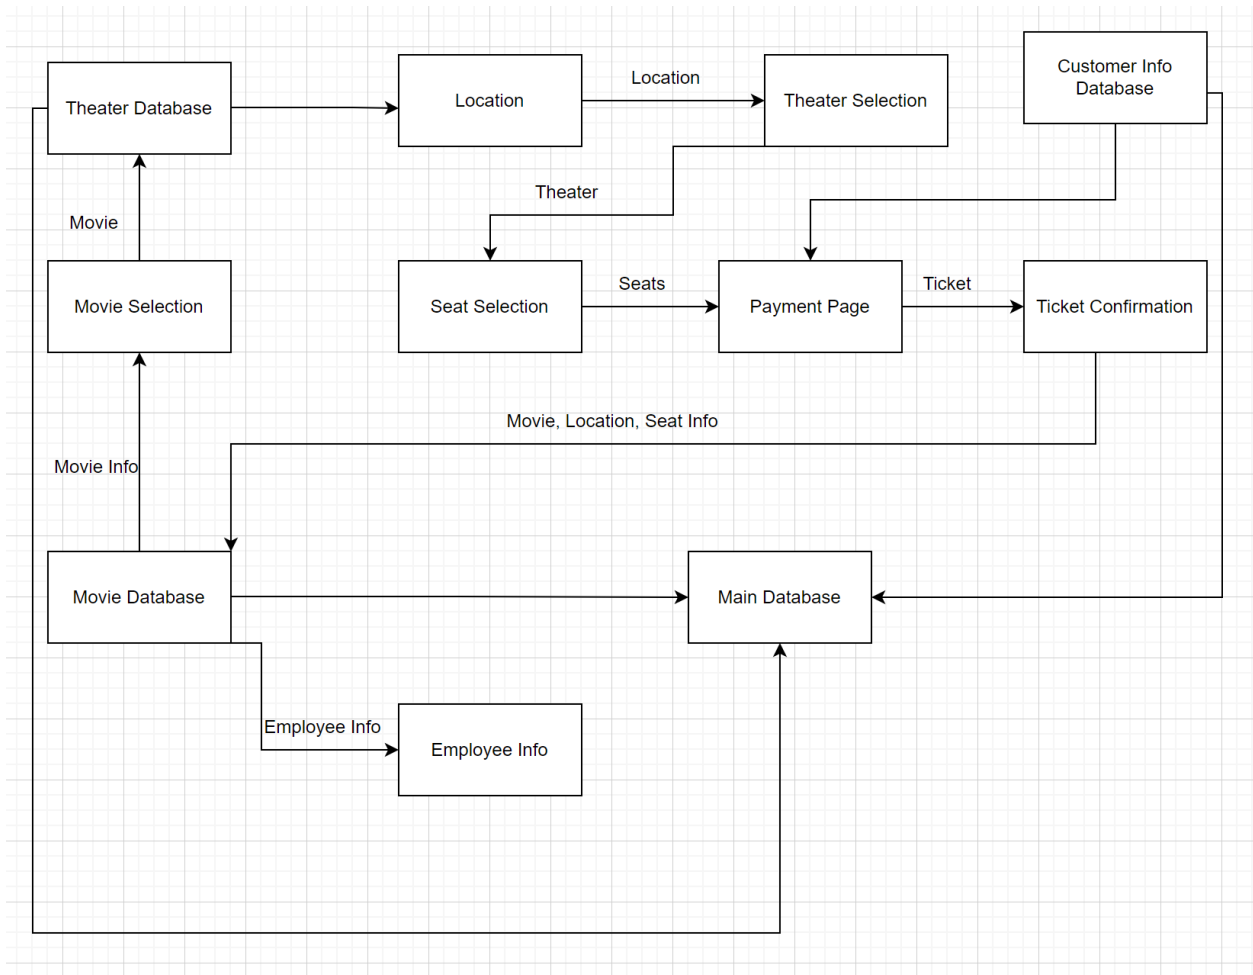 Customer Info
Database
Theater Database
Location
Location
Theater Selection
Theater
Movie
Movie Selection
Seat Selection
Seats
Payment Page
Ticket
Ticket Confirmation
Movie, Location, Seat Info
Movie Info
Movie Database
Main Database
Employee Info
Employee Info